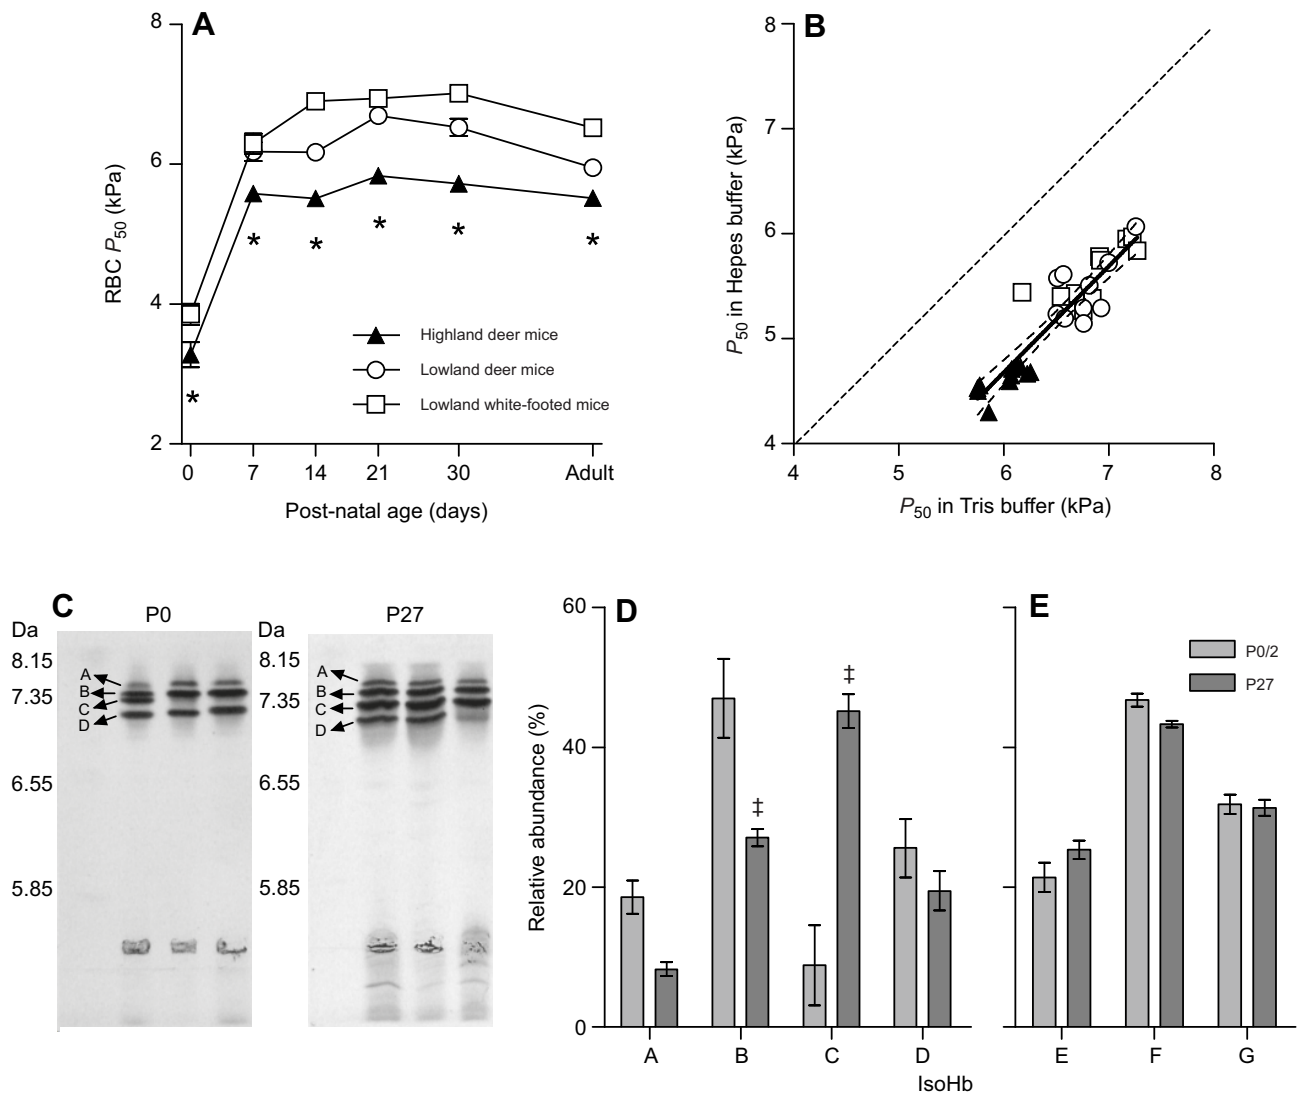 A
8
6
4
2
RBC P50 (kPa)
*
*
*
*
*
*
Highland deer mice
Lowland deer mice
Lowland white-footed mice
0 7 14 21 30 Adult
Post-natal age (days)
B
8
7
6
5
4
P50 in Hepes buffer (kPa)
4 5 6 7 8
P50 in Tris buffer (kPa)
C
P0
Da
8.15
7.35
6.55
5.85
A
B
C
D
P27
Da
8.15
7.35
6.55
5.85
A
B
C
D
D
60
40
20
0
Relative abundance (%)
‡
‡
A B C D
E
P0/2
P27
E F G
IsoHb